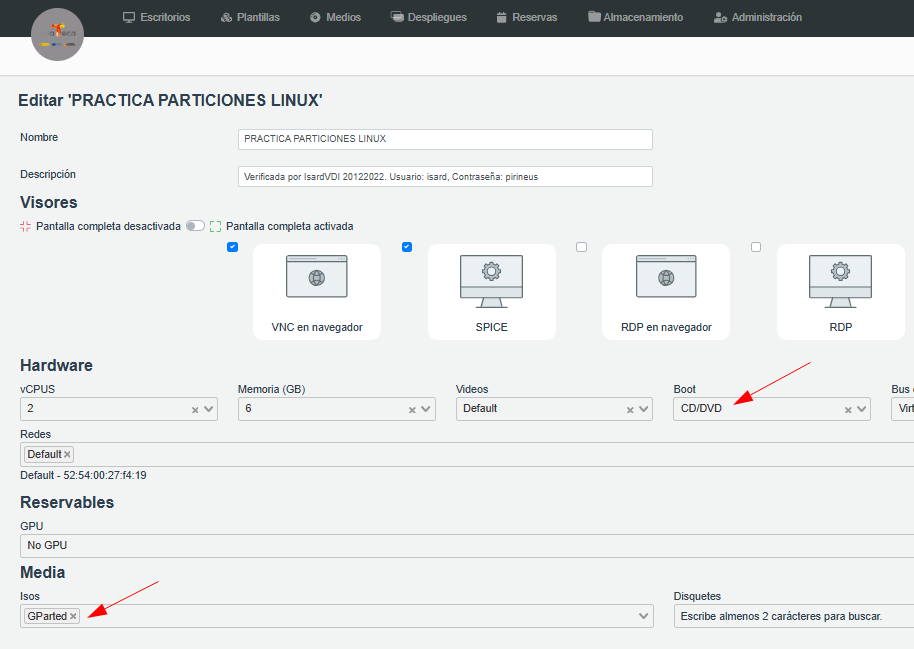 Escritorios Plantillas Medios Despliegues Reservas Almacenamiento Administración
ateca
Editar 'PRACTICA PARTICIONES LINUX'
Nombre PRACTICA PARTICIONES LINUX
Descripción Verificada por IsardVDI 20122022. Usuario: isard, Contraseña: pirineus
Visores
Pantalla completa desactivada Pantalla completa activada
VNC en navegador SPICE RDP en navegador RDP
Hardware
vCPUS Memoria (GB) Videos Boot Bus
2 6 Default CD/DVD Virt
Redes
Default
Default - 52:54:00:27:f4:19
Reservables
GPU
No GPU
Media
Isos Disquetes
GParted Escribe almenos 2 carácteres para buscar.